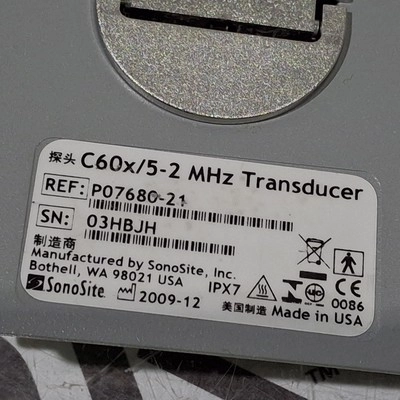 探头 C60x/5-2 MHz Transducer
REF: P07680-21
SN: 03HBJH
制造商
Manufactured by SonoSite, Inc.
Bothell, WA 98021 USA
IPX7
0086
SonoSite 2009-12
美国制造 Made in USA
TM